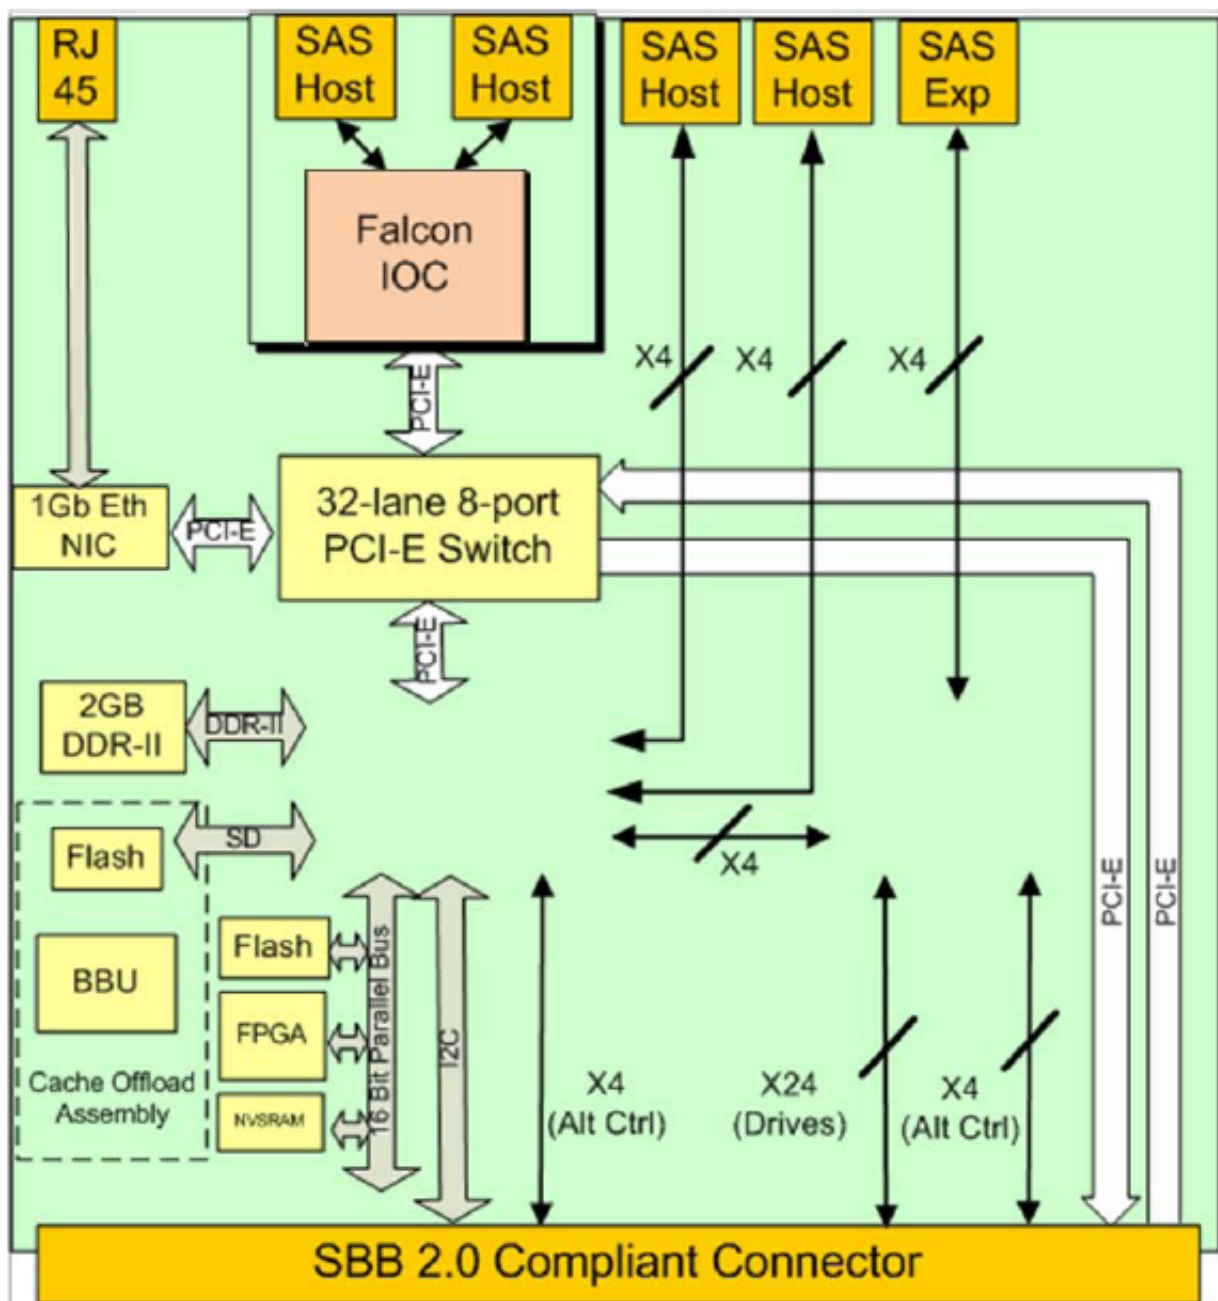 RJ
45
SAS
Host
SAS
Host
SAS
Host
SAS
Host
SAS
Exp
Falcon
IOC
X4
X4
X4
PCI-E
32-lane 8-port
PCI-E Switch
1Gb Eth
NIC
PCI-E
PCI-E
2GB
DDR-II
DDR-II
Flash
SD
X4
BBU
Cache Offload
Assembly
Flash
FPGA
NVSRAM
16 Bit Parallel Bus
I2C
X4
(Alt Ctrl)
X24
(Drives)
X4
(Alt Ctrl)
PCI-E
PCI-E
SBB 2.0 Compliant Connector